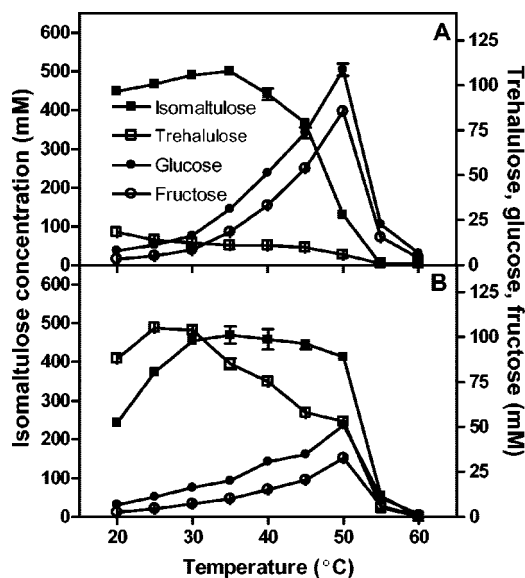 A
600
500
400
300
200
100
0
Isomaltulose
Trehalulose
Glucose
Fructose
125
100
75
50
25
0
B
600
500
400
300
200
100
0
125
100
75
50
25
0
20 30 40 50 60
Temperature (°C)
Isomaltulose concentration (mM)
Trehalulose, glucose, fructose (mM)